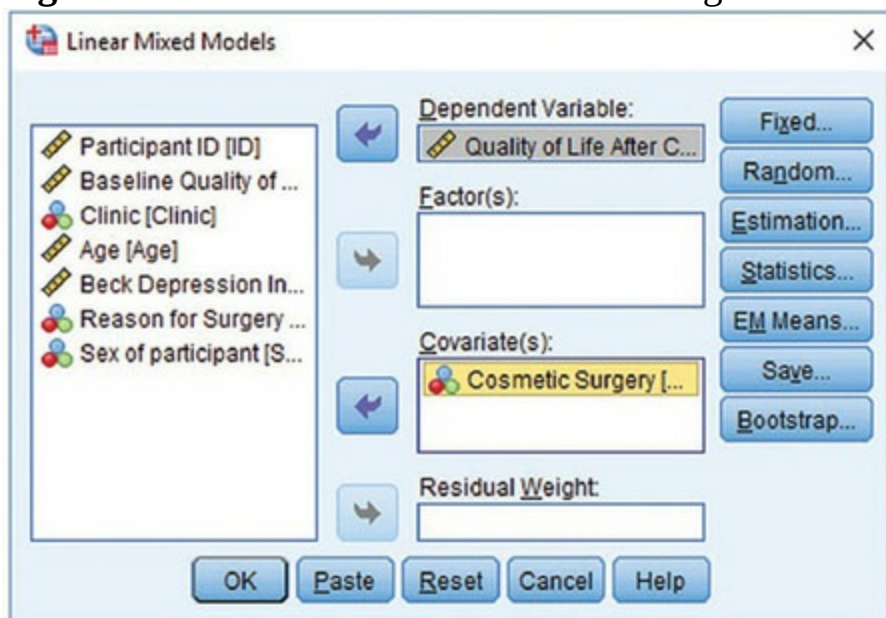 Linear Mixed Models
Participant ID [ID]
Baseline Quality of ...
Clinic [Clinic]
Age [Age]
Beck Depression In...
Reason for Surgery ...
Sex of participant [S...
Dependent Variable:
Quality of Life After C...
Factor(s):
Covariate(s):
Cosmetic Surgery [...
Residual Weight:
Fixed...
Random...
Estimation...
Statistics...
EM Means...
Save...
Bootstrap...
OK
Paste
Reset
Cancel
Help